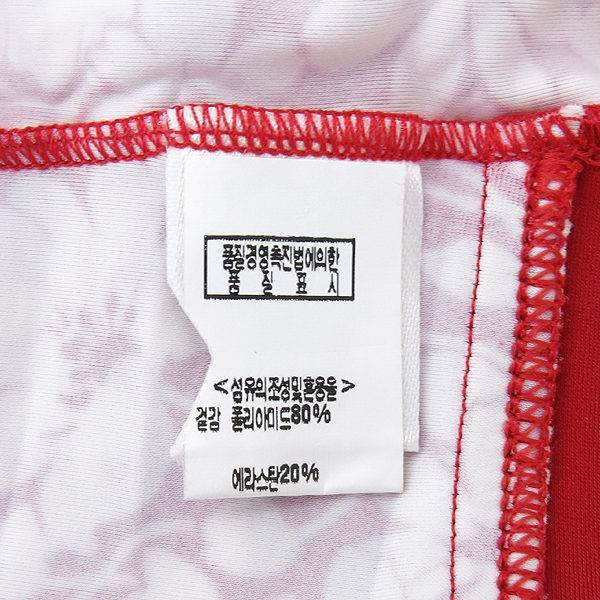 품질경영촉진법에의한
품 질 표 시
<섬유의조성및혼용율>
겉감 폴리아미드80%
에라스탄20%